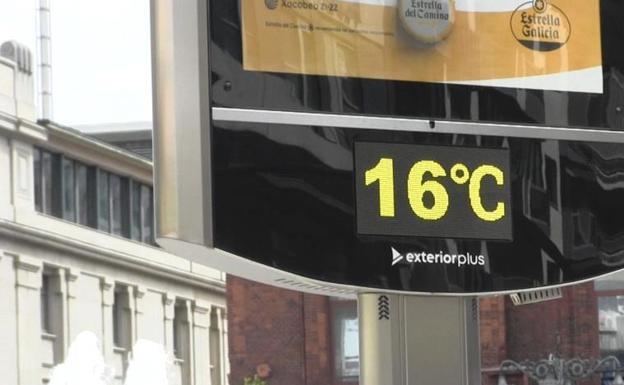 Xacobeo 21·22
Estrella
del Camino
Estrella
Galicia
16°C
exteriorplus